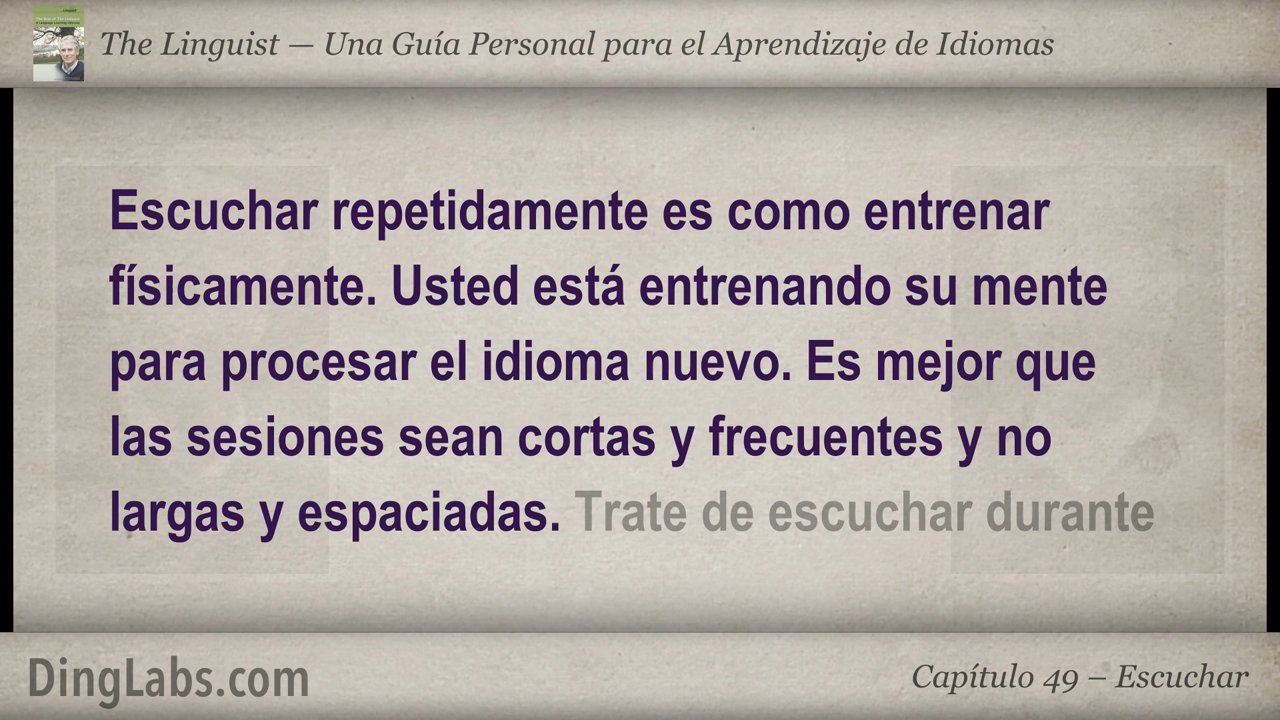 The Linguist — Una Guía Personal para el Aprendizaje de Idiomas
Escuchar repetidamente es como entrenar
físicamente. Usted está entrenando su mente
para procesar el idioma nuevo. Es mejor que
las sesiones sean cortas y frecuentes y no
largas y espaciadas. Trate de escuchar durante
DingLabs.com
Capítulo 49 – Escuchar